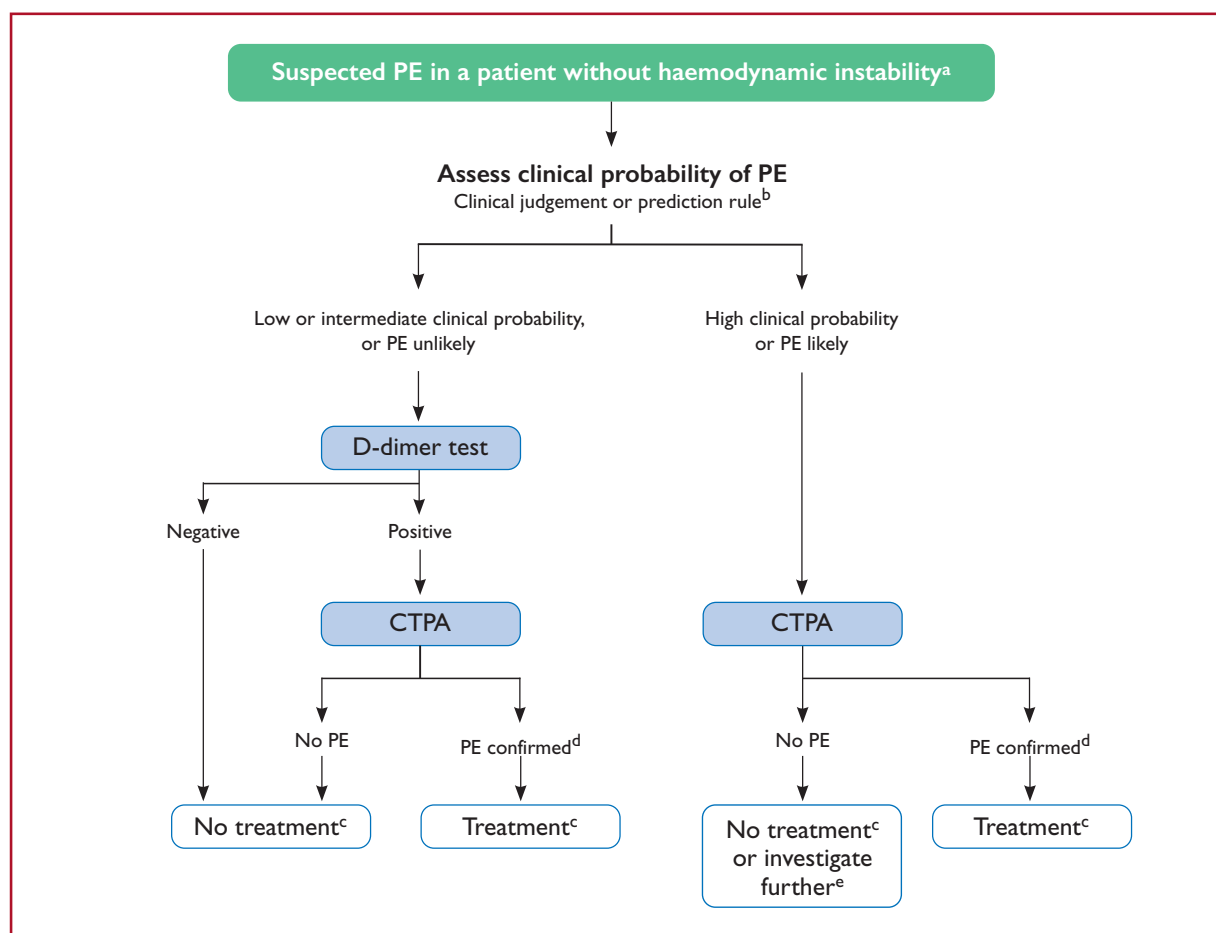 Suspected PE in a patient without haemodynamic instabilityᵃ
Assess clinical probability of PE
Clinical judgement or prediction ruleᵇ
Low or intermediate clinical probability,
or PE unlikely
High clinical probability
or PE likely
D-dimer test
Negative
Positive
CTPA
CTPA
No PE
PE confirmedᵈ
No PE
PE confirmedᵈ
No treatmentᶜ
Treatmentᶜ
No treatmentᶜ
or investigate
furtherᵉ
Treatmentᶜ